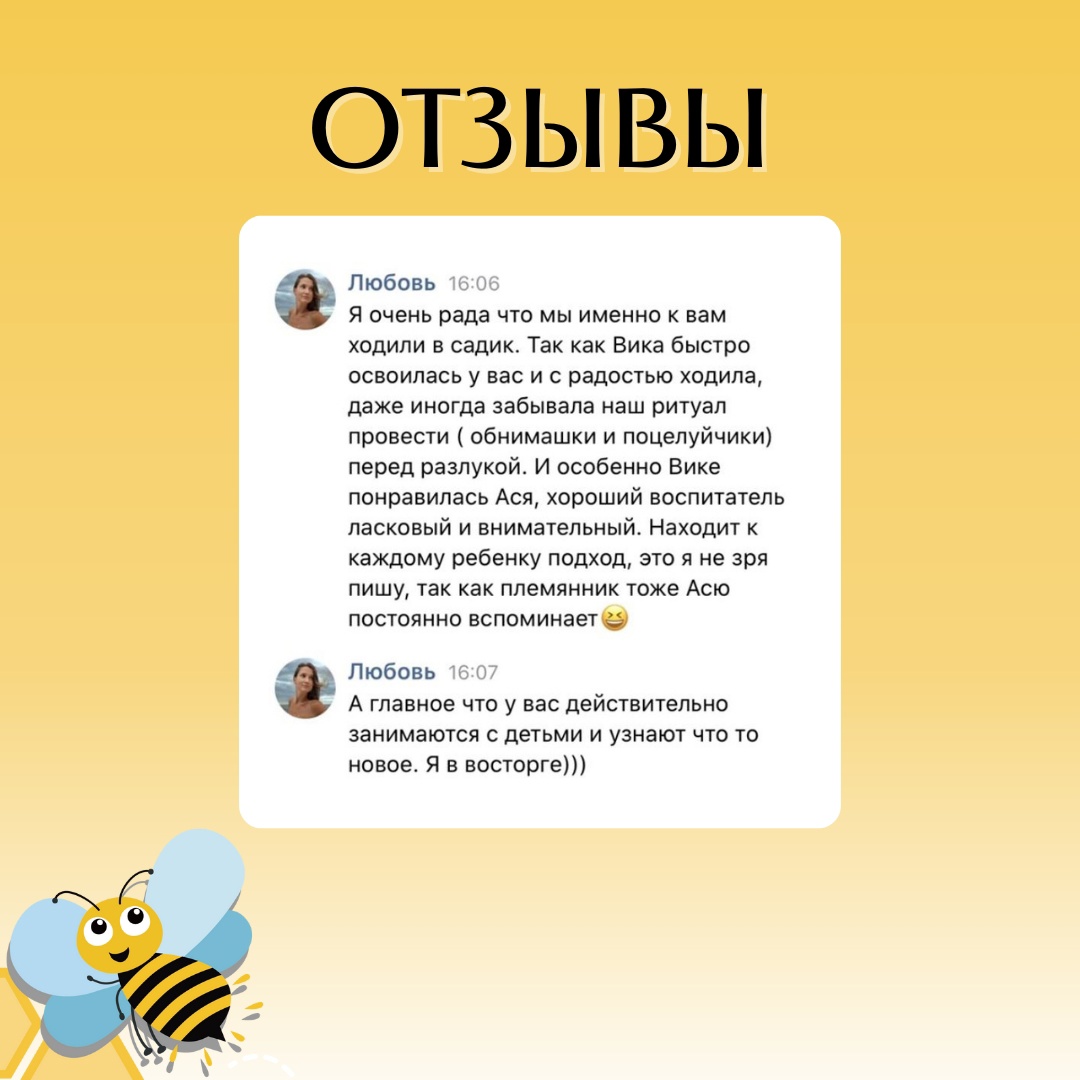 ОТЗЫВЫ
Любовь 16:06
Я очень рада что мы именно к вам
ходили в садик. Так как Вика быстро
освоилась у вас и с радостью ходила,
даже иногда забывала наш ритуал
провести ( обнимашки и поцелуйчики)
перед разлукой. И особенно Вике
понравилась Ася, хороший воспитатель
ласковый и внимательный. Находит к
каждому ребенку подход, это я не зря
пишу, так как племянник тоже Асю
постоянно вспоминает😆
Любовь 16:07
А главное что у вас действительно
занимаются с детьми и узнают что то
новое. Я в восторге)))